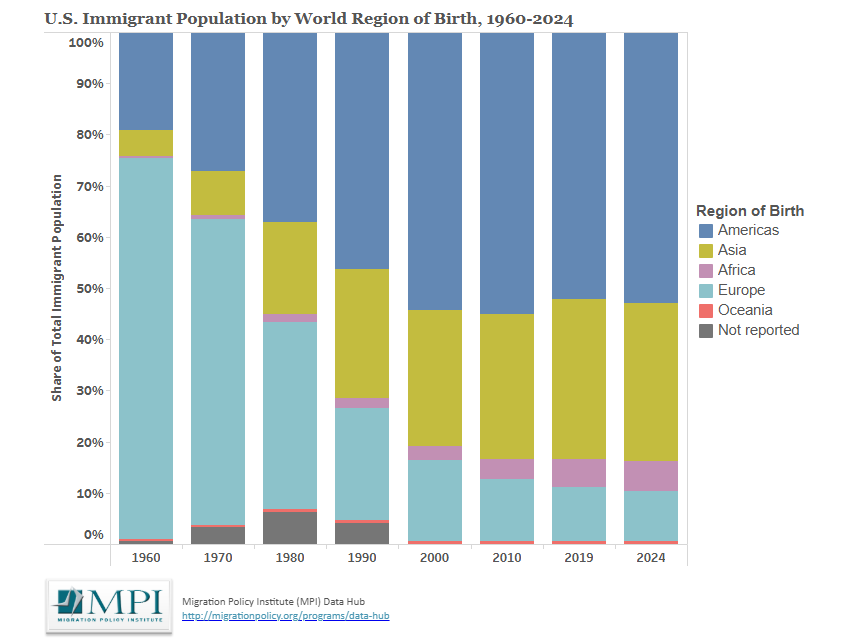 U.S. Immigrant Population by World Region of Birth, 1960-2024
100%
90%
80%
70%
60%
50%
40%
30%
20%
10%
0%
Share of Total Immigrant Population
1960 1970 1980 1990 2000 2010 2019 2024
Region of Birth
Americas
Asia
Africa
Europe
Oceania
Not reported
MPI
MIGRATION POLICY INSTITUTE
Migration Policy Institute (MPI) Data Hub
http://migrationpolicy.org/programs/data-hub